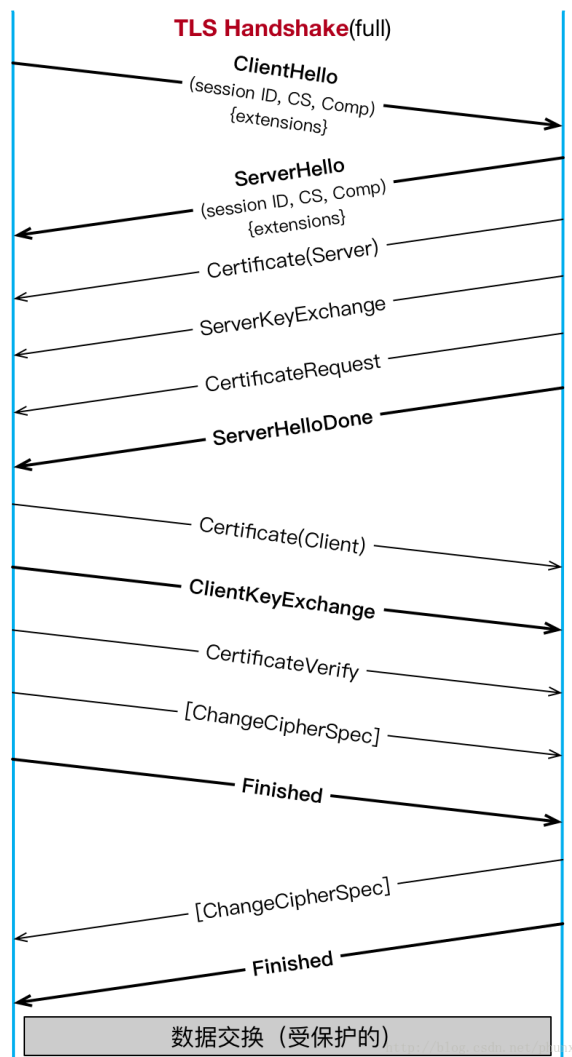 TLS Handshake(full)
ClientHello
(session ID, CS, Comp)
{extensions}
ServerHello
(session ID, CS, Comp)
{extensions}
Certificate(Server)
ServerKeyExchange
CertificateRequest
ServerHelloDone
Certificate(Client)
ClientKeyExchange
CertificateVerify
[ChangeCipherSpec]
Finished
[ChangeCipherSpec]
Finished
数据交换（受保护的）